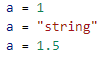 a = 1
a = "string"
a = 1.5